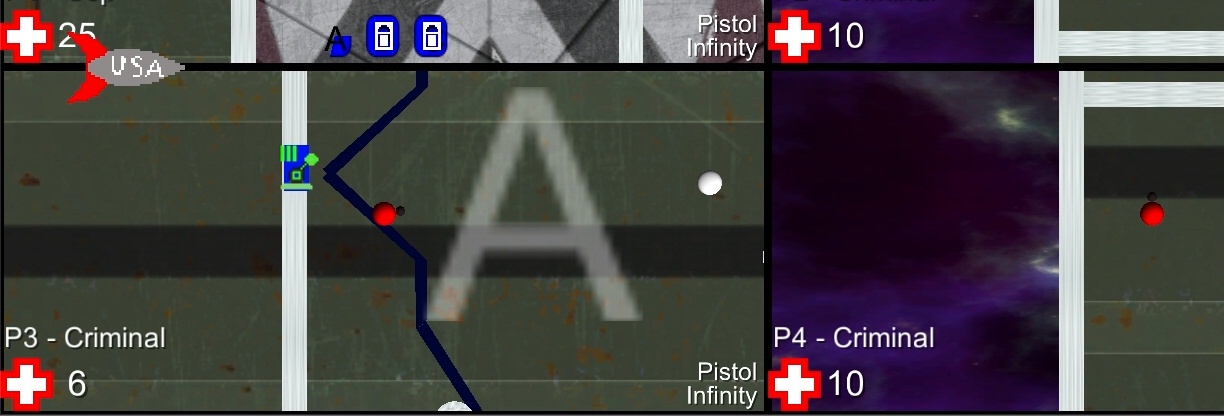 25
A
Pistol
Infinity
10
USA
A
P3 - Criminal
6
Pistol
Infinity
P4 - Criminal
10